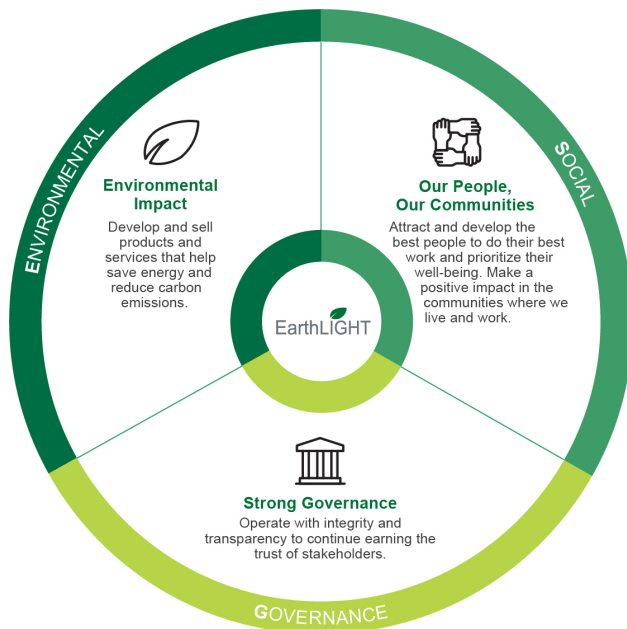 ENVIRONMENTAL
Environmental
Impact
Develop and sell
products and
services that help
save energy and
reduce carbon
emissions.
SOCIAL
Our People,
Our Communities
Attract and develop the
best people to do their best
work and prioritize their
well-being. Make a
positive impact in the
communities where we
live and work.
EarthLIGHT
Strong Governance
Operate with integrity and
transparency to continue earning the
trust of stakeholders.
GOVERNANCE